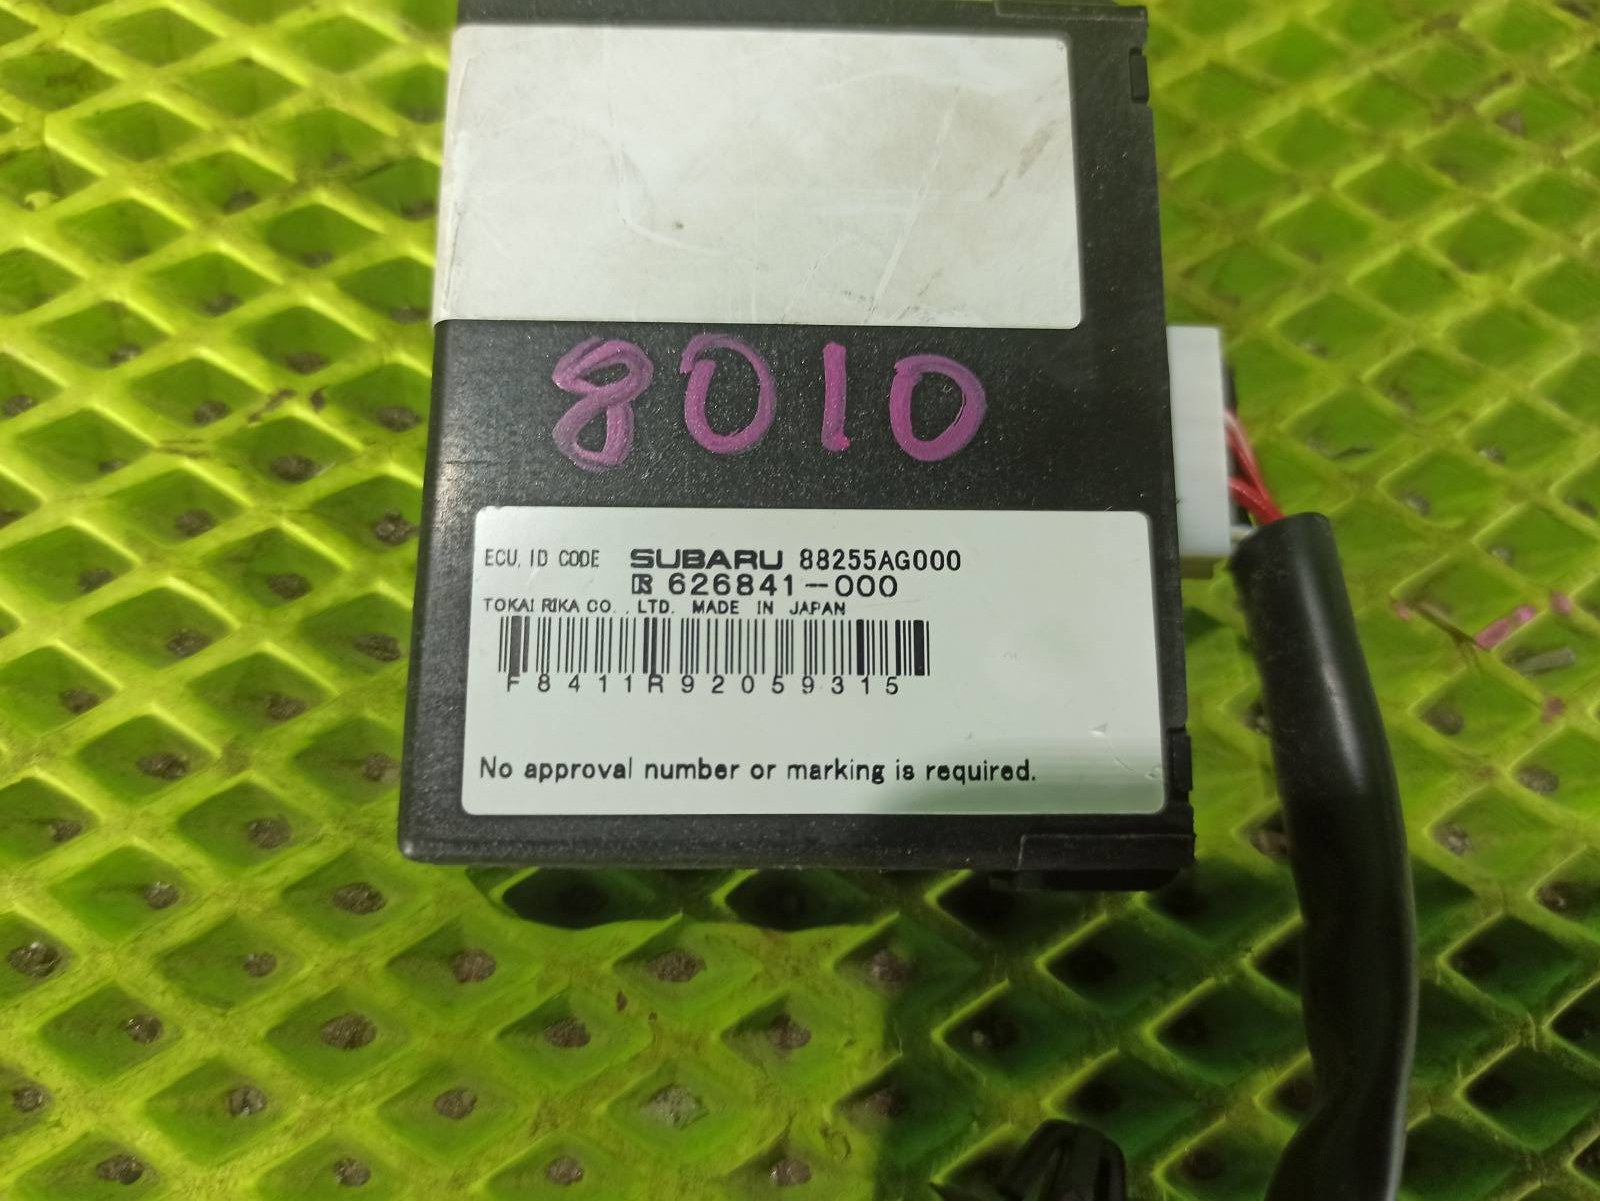 8010
ECU, ID CODE SUBARU 88255AG000
626841-000
TOKAI RIKA CO., LTD. MADE IN JAPAN
F8411R92059315
No approval number or marking is required.